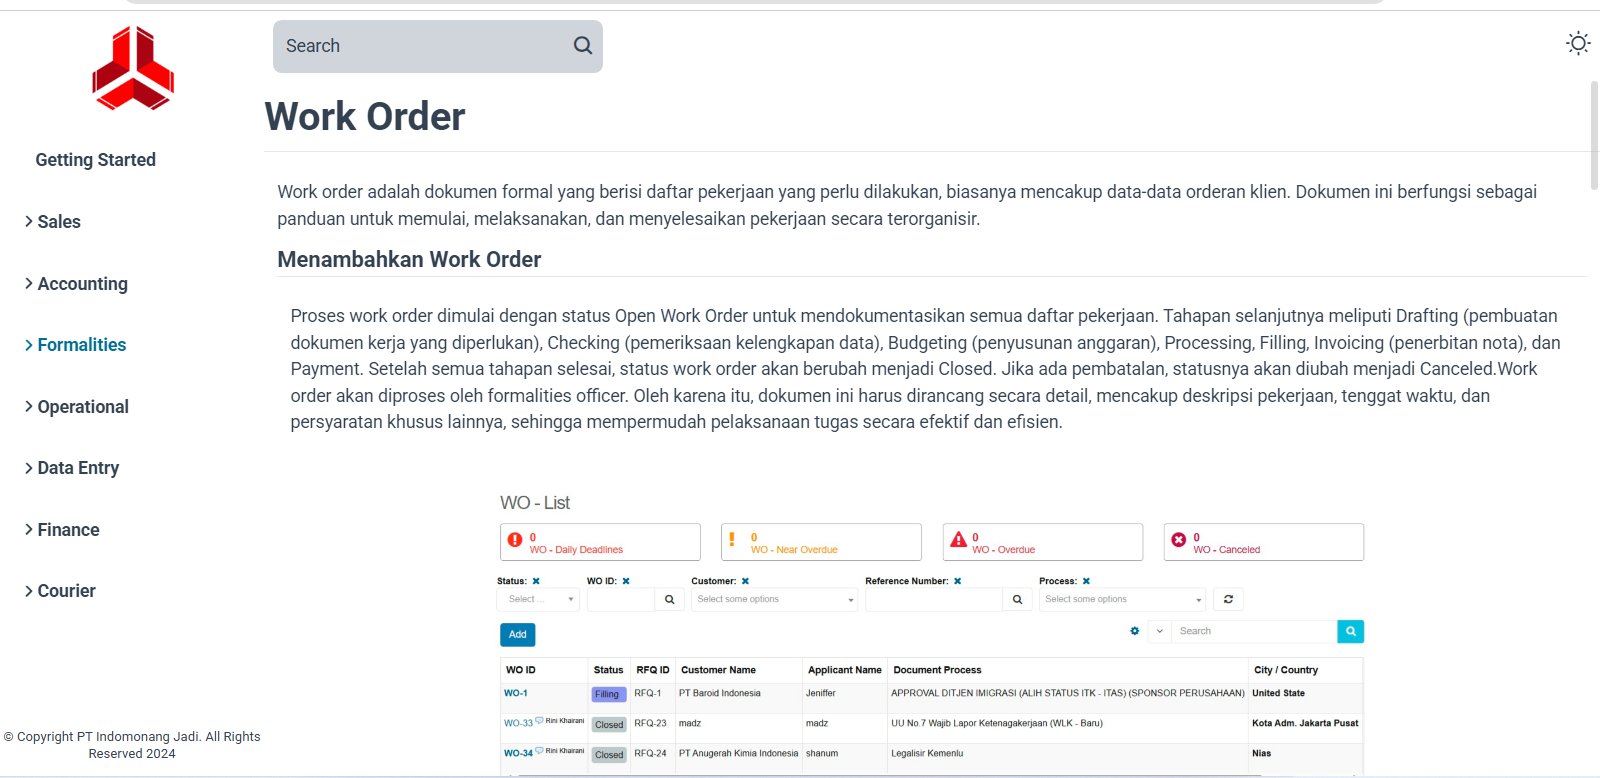 Search
Work Order
Getting Started
Sales
Accounting
Formalities
Operational
Data Entry
Finance
Courier
© Copyright PT Indomonang Jadi. All Rights
Reserved 2024
Work order adalah dokumen formal yang berisi daftar pekerjaan yang perlu dilakukan, biasanya mencakup data-data orderan klien. Dokumen ini berfungsi sebagai
panduan untuk memulai, melaksanakan, dan menyelesaikan pekerjaan secara terorganisir.
Menambahkan Work Order
Proses work order dimulai dengan status Open Work Order untuk mendokumentasikan semua daftar pekerjaan. Tahapan selanjutnya meliputi Drafting (pembuatan
dokumen kerja yang diperlukan), Checking (pemeriksaan kelengkapan data), Budgeting (penyusunan anggaran), Processing, Filling, Invoicing (penerbitan nota), dan
Payment. Setelah semua tahapan selesai, status work order akan berubah menjadi Closed. Jika ada pembatalan, statusnya akan diubah menjadi Canceled.Work
order akan diproses oleh formalities officer. Oleh karena itu, dokumen ini harus dirancang secara detail, mencakup deskripsi pekerjaan, tenggat waktu, dan
persyaratan khusus lainnya, sehingga mempermudah pelaksanaan tugas secara efektif dan efisien.
WO - List
0
WO - Daily Deadlines
0
WO - Near Overdue
0
WO - Overdue
0
WO - Canceled
Status: WO ID: Customer: Reference Number: Process:
Select ... Select some options Select some options
Add Search
WO ID Status RFQ ID Customer Name Applicant Name Document Process City / Country
WO-1 Filling RFQ-1 PT Baroid Indonesia Jeniffer APPROVAL DITJEN IMIGRASI (ALIH STATUS ITK - ITAS) (SPONSOR PERUSAHAAN) United State
WO-33 Rini Khairani Closed RFQ-23 madz madz UU No.7 Wajib Lapor Ketenagakerjaan (WLK - Baru) Kota Adm. Jakarta Pusat
WO-34 Rini Khairani Closed RFQ-24 PT Anugerah Kimia Indonesia shanum Legalisir Kemenlu Nias